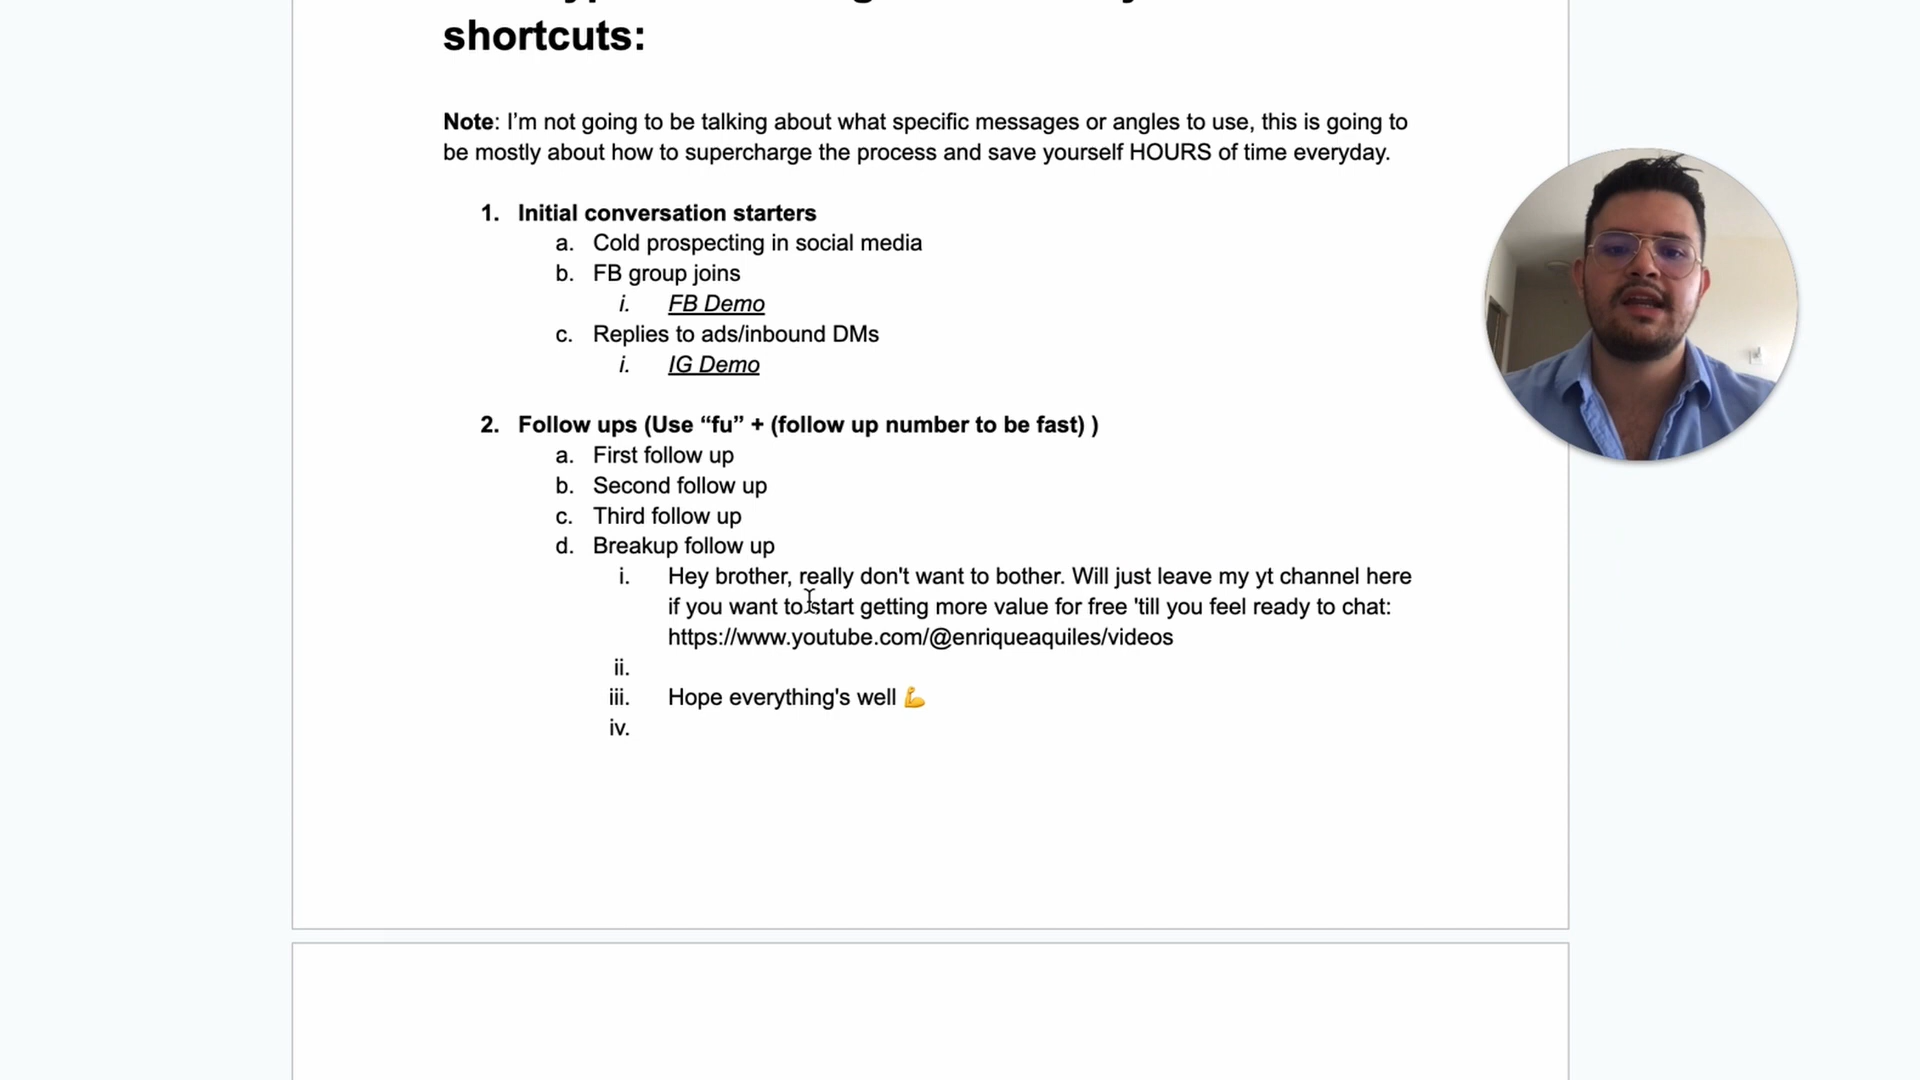 shortcuts:
Note: I’m not going to be talking about what specific messages or angles to use, this is going to
be mostly about how to supercharge the process and save yourself HOURS of time everyday.
1. Initial conversation starters
a. Cold prospecting in social media
b. FB group joins
i. FB Demo
c. Replies to ads/inbound DMs
i. IG Demo
2. Follow ups (Use “fu” + (follow up number to be fast) )
a. First follow up
b. Second follow up
c. Third follow up
d. Breakup follow up
i. Hey brother, really don't want to bother. Will just leave my yt channel here
if you want to start getting more value for free 'till you feel ready to chat:
https://www.youtube.com/@enriqueaquiles/videos
ii.
iii. Hope everything's well 💪
iv.